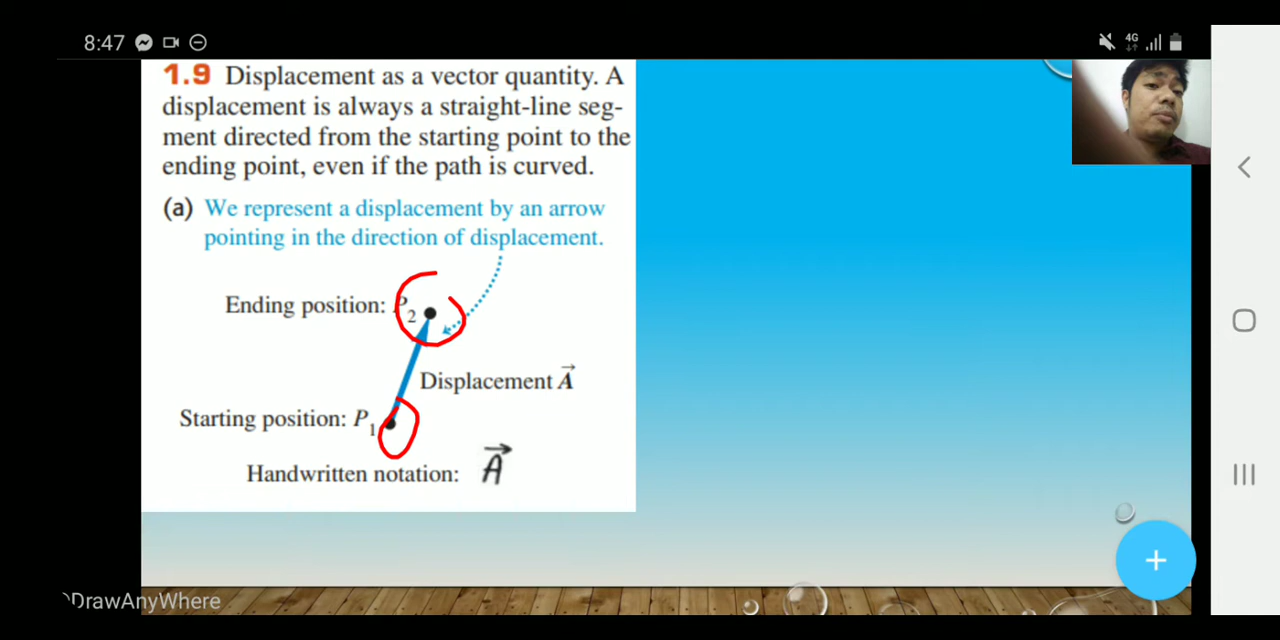 8:47
4G
1.9 Displacement as a vector quantity. A
displacement is always a straight-line seg-
ment directed from the starting point to the
ending point, even if the path is curved.
(a) We represent a displacement by an arrow
pointing in the direction of displacement.
Ending position: P2
Displacement A⃗
Starting position: P1
Handwritten notation: A⃗
DrawAnyWhere